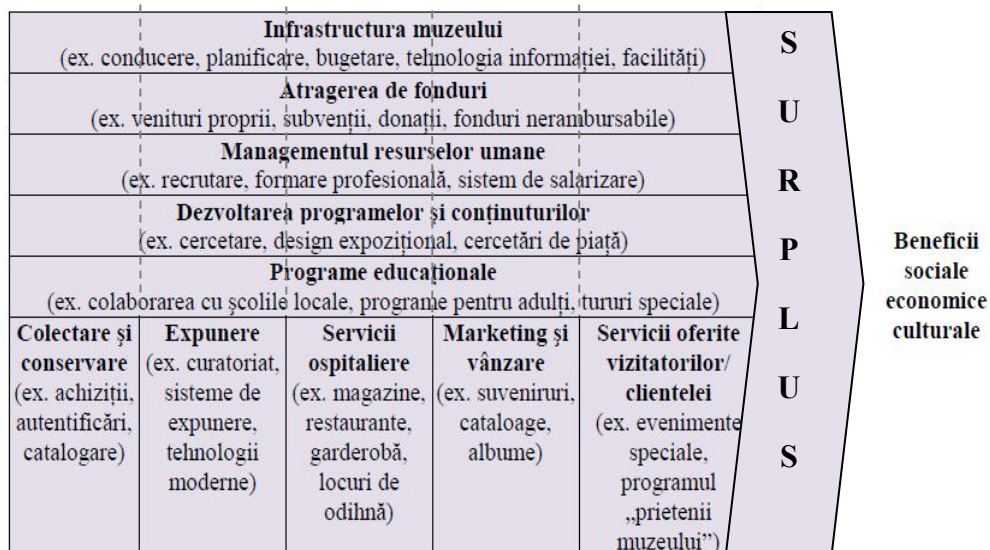 Infrastructura muzeului
(ex. conducere, planificare, bugetare, tehnologia informației, facilități)
Atragerea de fonduri
(ex. venituri proprii, subvenții, donații, fonduri nerambursabile)
Managementul resurselor umane
(ex. recrutare, formare profesională, sistem de salarizare)
Dezvoltarea programelor și conținuturilor
(ex. cercetare, design expozițional, cercetări de piață)
Programe educaționale
(ex. colaborarea cu școlile locale, programe pentru adulți, tururi speciale)
Colectare și
conservare
(ex. achiziții,
autentificări,
catalogare)
Expunere
(ex. curatoriat,
sisteme de
expunere,
tehnologii
moderne)
Servicii
ospitaliere
(ex. magazine,
restaurante,
garderobă,
locuri de
odihnă)
Marketing și
vânzare
(ex. suveniruri,
cataloage,
albume)
Servicii oferite
vizitatorilor/
clientelei
(ex. evenimente
speciale,
programul
„prietenii
muzeului”)
S
U
R
P
L
U
S
Beneficii
sociale
economice
culturale